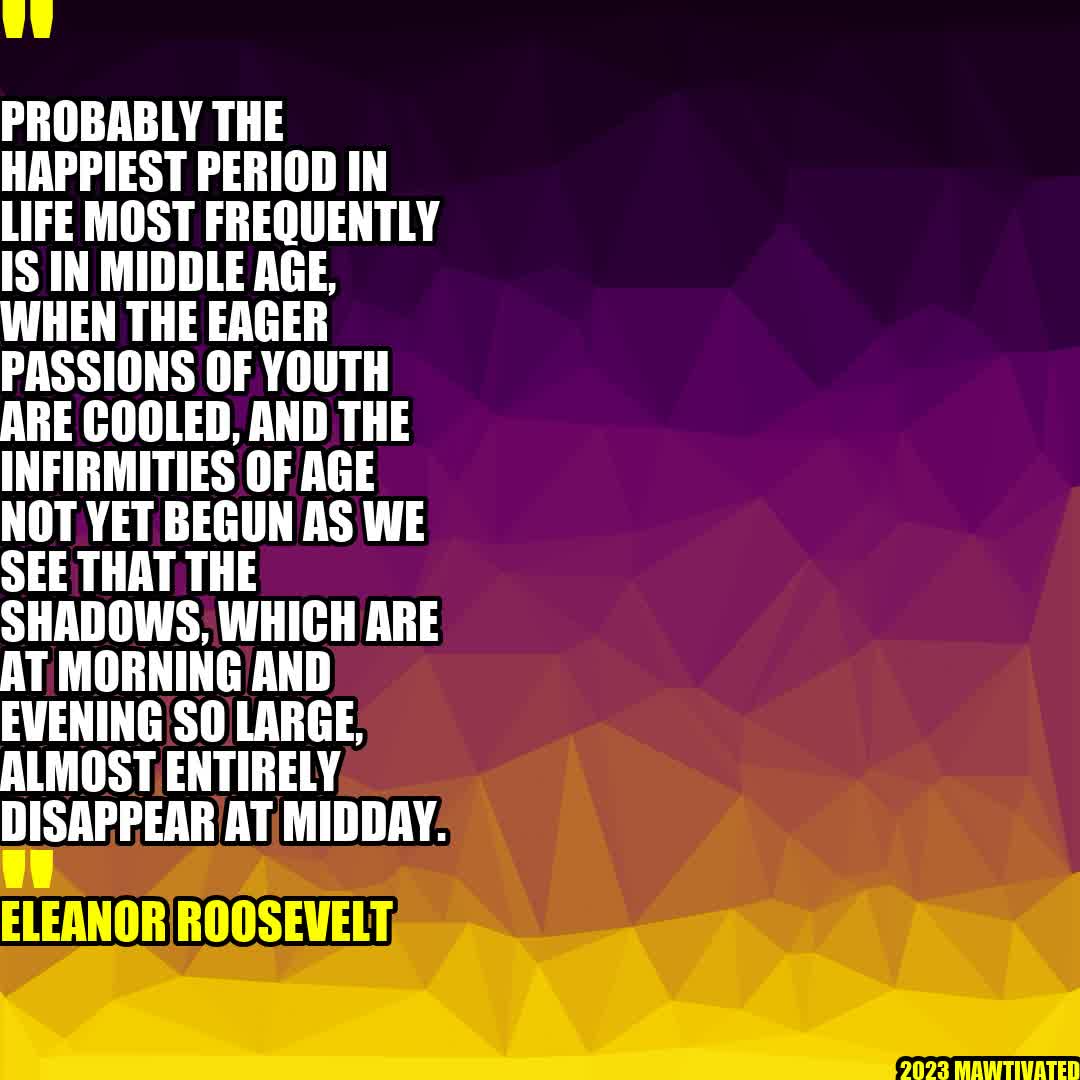 "
PROBABLY THE
HAPPIEST PERIOD IN
LIFE MOST FREQUENTLY
IS IN MIDDLE AGE,
WHEN THE EAGER
PASSIONS OF YOUTH
ARE COOLED, AND THE
INFIRMITIES OF AGE
NOT YET BEGUN AS WE
SEE THAT THE
SHADOWS, WHICH ARE
AT MORNING AND
EVENING SO LARGE,
ALMOST ENTIRELY
DISAPPEAR AT MIDDAY.
"
ELEANOR ROOSEVELT
2023 MAWTIVATED